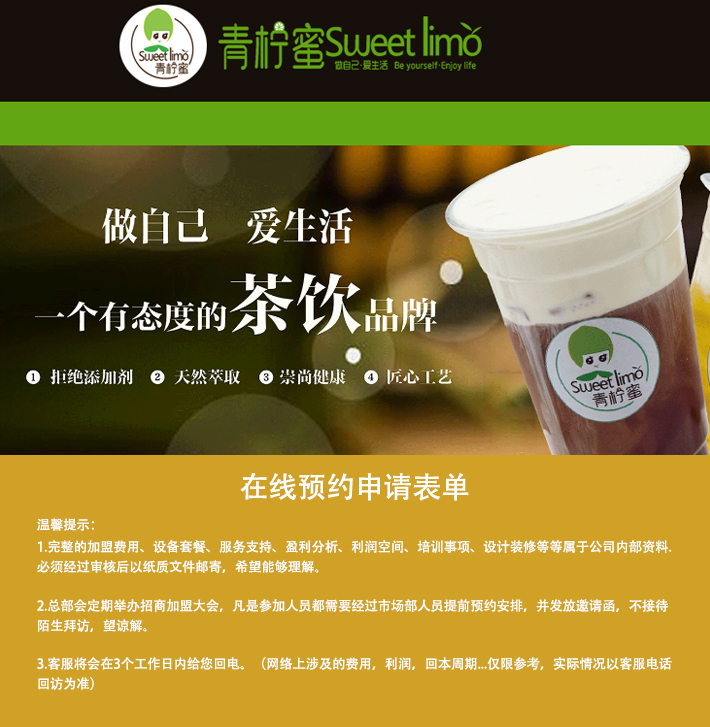 Sweet limo
青柠蜜
青柠蜜Sweet limo
做自己·爱生活 Be yourself·Enjoy life
做自己 爱生活
一个有态度的茶饮品牌
1 拒绝添加剂 2 天然萃取 3 崇尚健康 4 匠心工艺
Sweet limo
青柠蜜
在线预约申请表单
温馨提示：
1.完整的加盟费用、设备套餐、服务支持、盈利分析、利润空间、培训事项、设计装修等等属于公司内部资料.
必须经过审核后以纸质文件邮寄，希望能够理解。
2.总部会定期举办招商加盟大会，凡是参加人员都需要经过市场部人员提前预约安排，并发放邀请函，不接待
陌生拜访，望谅解。
3.客服将会在3个工作日内给您回电。（网络上涉及的费用，利润，回本周期...仅限参考，实际情况以客服电话
回访为准）